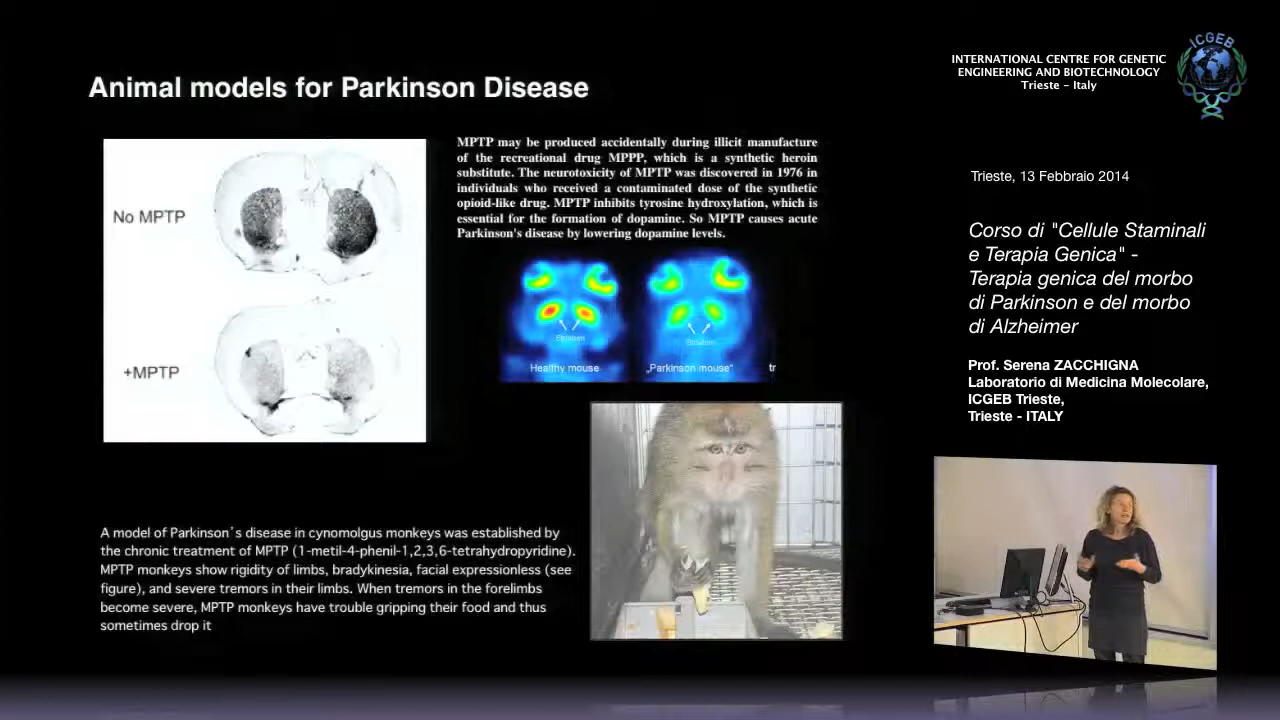 Animal models for Parkinson Disease
No MPTP
+MPTP
MPTP may be produced accidentally during illicit manufacture
of the recreational drug MPPP, which is a synthetic heroin
substitute. The neurotoxicity of MPTP was discovered in 1976 in
individuals who received a contaminated dose of the synthetic
opioid-like drug. MPTP inhibits tyrosine hydroxylation, which is
essential for the formation of dopamine. So MPTP causes acute
Parkinson's disease by lowering dopamine levels.
Striatum
Striatum
Healthy mouse
„Parkinson mouse"
tr
A model of Parkinson's disease in cynomolgus monkeys was established by
the chronic treatment of MPTP (1-metil-4-phenil-1,2,3,6-tetrahydropyridine).
MPTP monkeys show rigidity of limbs, bradykinesia, facial expressionless (see
figure), and severe tremors in their limbs. When tremors in the forelimbs
become severe, MPTP monkeys have trouble gripping their food and thus
sometimes drop it
INTERNATIONAL CENTRE FOR GENETIC
ENGINEERING AND BIOTECHNOLOGY
Trieste - Italy
ICGEB
Trieste, 13 Febbraio 2014
Corso di "Cellule Staminali
e Terapia Genica" -
Terapia genica del morbo
di Parkinson e del morbo
di Alzheimer
Prof. Serena ZACCHIGNA
Laboratorio di Medicina Molecolare,
ICGEB Trieste,
Trieste - ITALY